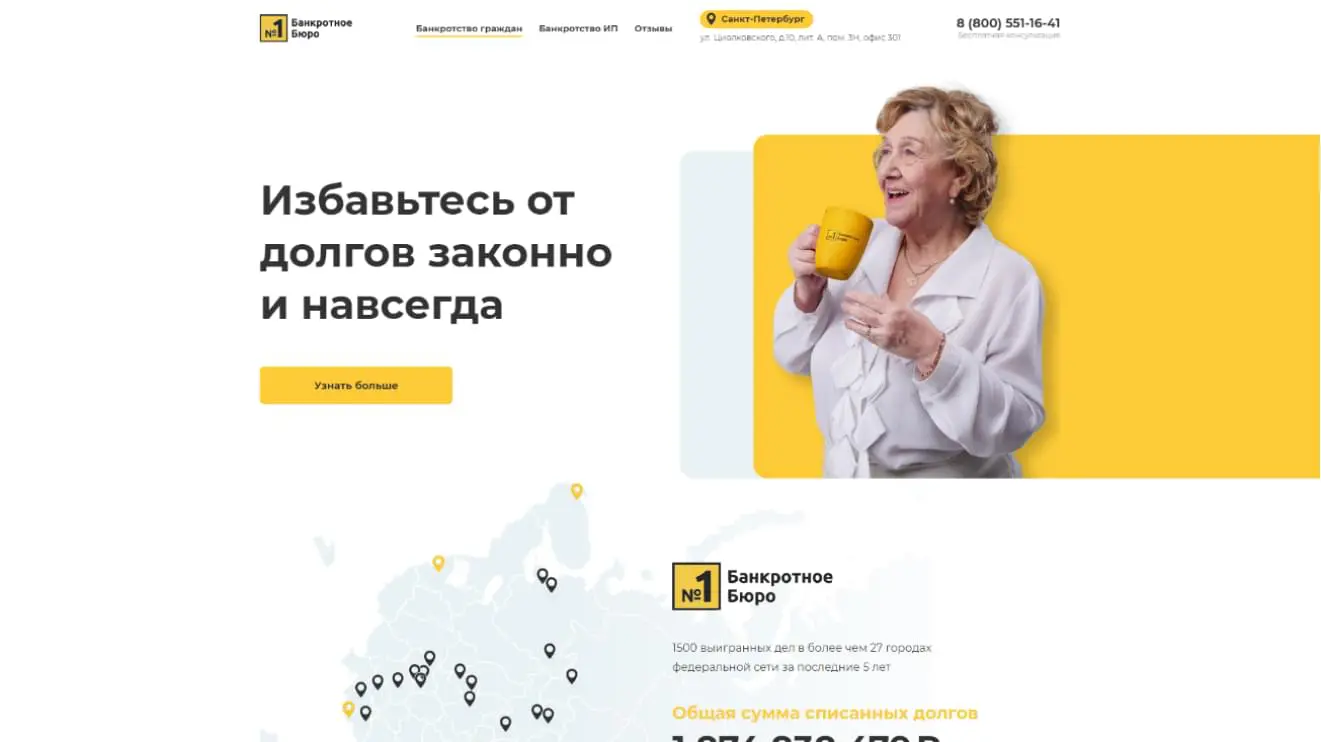 №1 Банкротное
Бюро
Банкротство граждан
Банкротство ИП
Отзывы
Санкт-Петербург
ул. Циолковского, д.10, лит. А, пом. 3Н, офис 301
8 (800) 551-16-41
Бесплатная консультация
Избавьтесь от
долгов законно
и навсегда
Узнать больше
№1 Банкротное
Бюро
1500 выигранных дел в более чем 27 городах
федеральной сети за последние 5 лет
Общая сумма списанных долгов